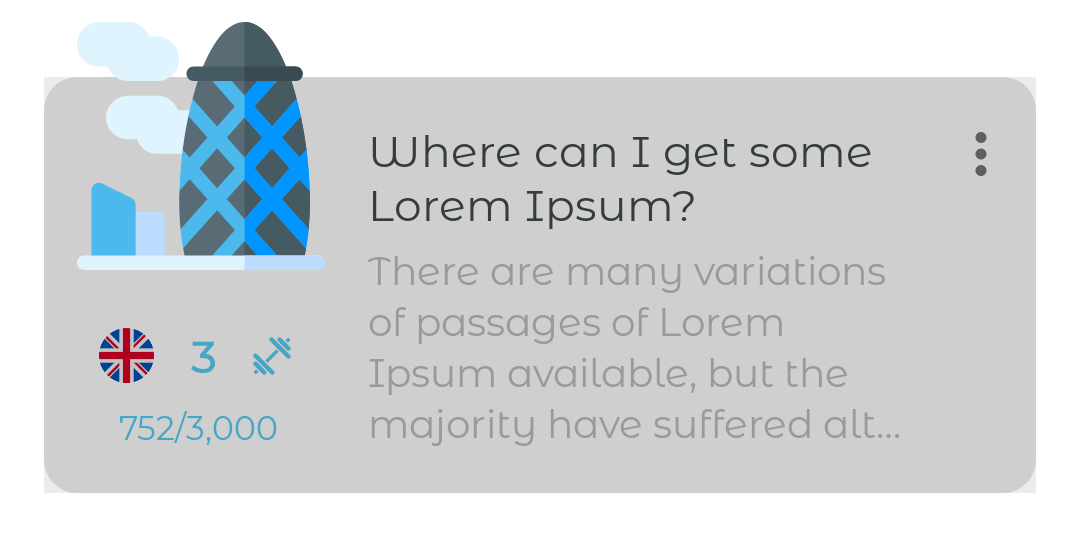 Where can I get some
Lorem Ipsum?
There are many variations
of passages of Lorem
Ipsum available, but the
majority have suffered alt...
3
752/3,000